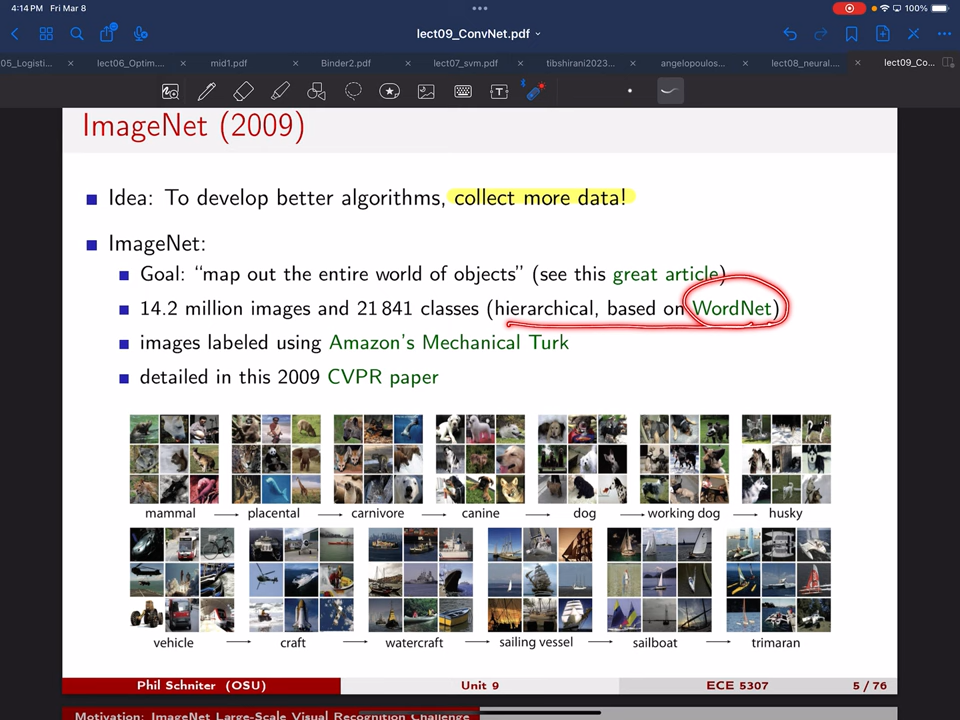 4:14 PM Fri Mar 8
100%
lect09_ConvNet.pdf
05_Logisti...
lect06_Optim....
mid1.pdf
Binder2.pdf
lect07_svm.pdf
tibshirani2023...
angelopoulos...
lect08_neural....
lect09_Co...
ImageNet (2009)
Idea: To develop better algorithms, collect more data!
ImageNet:
Goal: “map out the entire world of objects” (see this great article)
14.2 million images and 21 841 classes (hierarchical, based on WordNet)
images labeled using Amazon's Mechanical Turk
detailed in this 2009 CVPR paper
mammal placental carnivore canine dog working dog husky
vehicle craft watercraft sailing vessel sailboat trimaran
Phil Schniter (OSU) Unit 9 ECE 5307 5 / 76
Motivation: ImageNet Large-Scale Visual Recognition Challenge